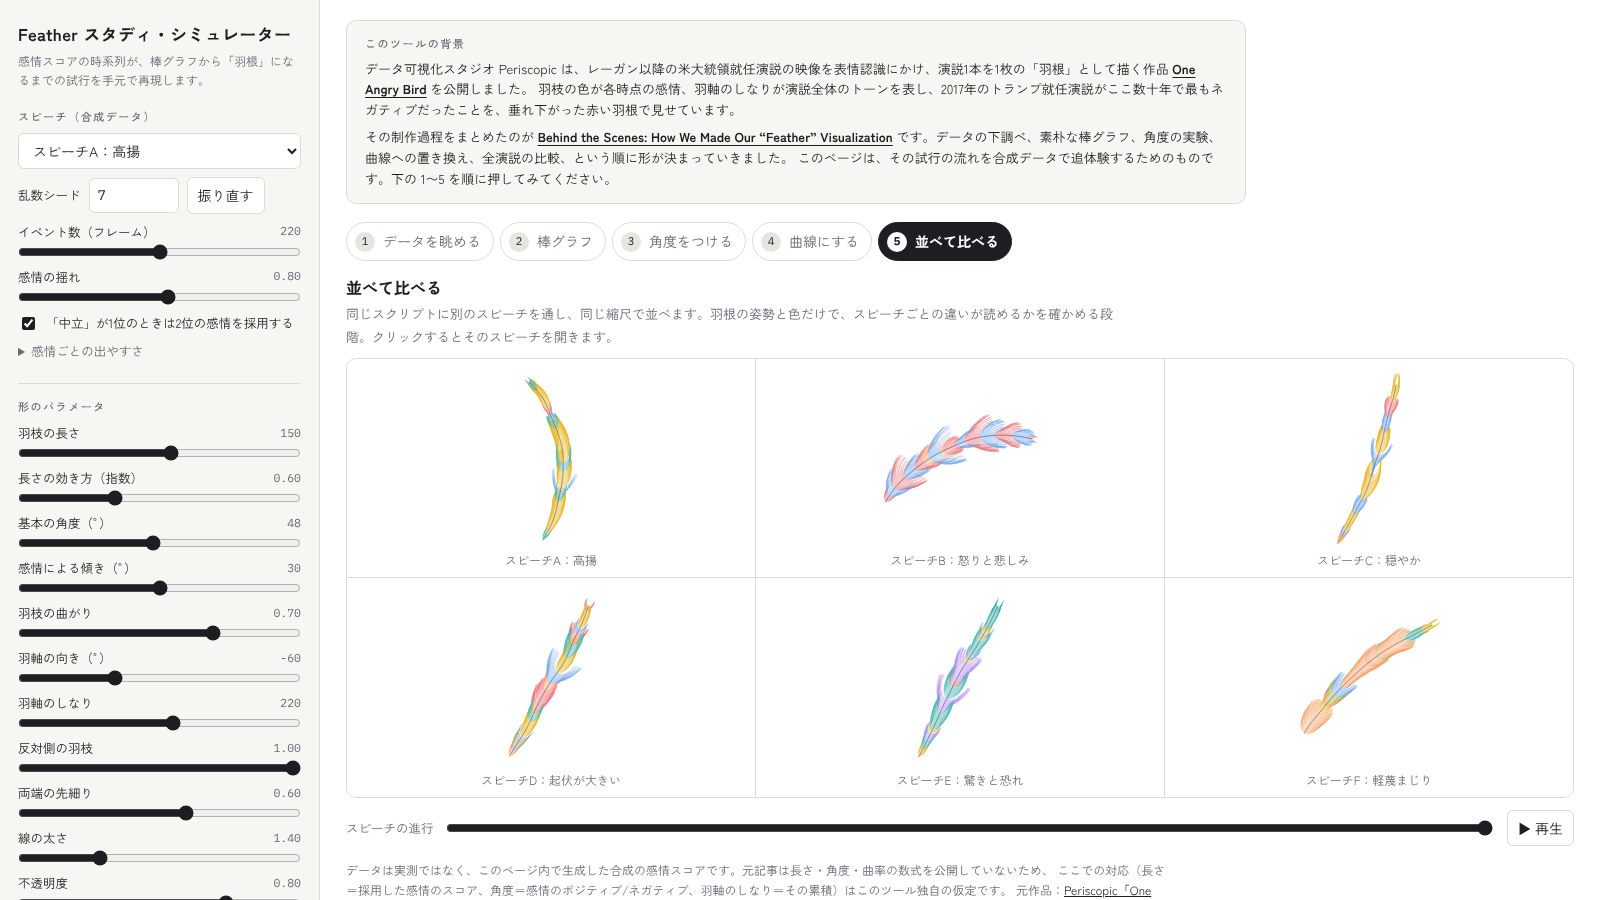 Feather スタディ・シミュレーター
感情スコアの時系列が、棒グラフから「羽根」にな
るまでの試行を手元で再現します。
スピーチ（合成データ）
スピーチA：高揚
乱数シード
7
振り直す
イベント数（フレーム）
220
感情の揺れ
0.80
「中立」が1位のときは2位の感情を採用する
▶ 感情ごとの出やすさ
形のパラメータ
羽枝の長さ
150
長さの効き方（指数）
0.60
基本の角度（°）
48
感情による傾き（°）
30
羽枝の曲がり
0.70
羽軸の向き（°）
-60
羽軸のしなり
220
反対側の羽枝
1.00
両端の先細り
0.60
線の太さ
1.40
不透明度
0.80
このツールの背景
データ可視化スタジオ Periscopic は、レーガン以降の米大統領就任演説の映像を表情認識にかけ、演説1本を1枚の「羽根」として描く作品 One
Angry Bird を公開しました。 羽枝の色が各時点の感情、羽軸のしなりが演説全体のトーンを表し、2017年のトランプ就任演説がここ数十年で最もネ
ガティブだったことを、垂れ下がった赤い羽根で見せています。
その制作過程をまとめたのが Behind the Scenes: How We Made Our “Feather” Visualization です。データの下調べ、素朴な棒グラフ、角度の実験、
曲線への置き換え、全演説の比較、という順に形が決まっていきました。 このページは、その試行の流れを合成データで追体験するためのもので
す。下の 1〜5 を順に押してみてください。
1 データを眺める
2 棒グラフ
3 角度をつける
4 曲線にする
5 並べて比べる
並べて比べる
同じスクリプトに別のスピーチを通し、同じ縮尺で並べます。羽根の姿勢と色だけで、スピーチごとの違いが読めるかを確かめる段
階。クリックするとそのスピーチを開きます。
スピーチA：高揚
スピーチB：怒りと悲しみ
スピーチC：穏やか
スピーチD：起伏が大きい
スピーチE：驚きと恐れ
スピーチF：軽蔑まじり
スピーチの進行
▶ 再生
データは実測ではなく、このページ内で生成した合成の感情スコアです。元記事は長さ・角度・曲率の数式を公開していないため、 ここでの対応（長さ
＝採用した感情のスコア、角度＝感情のポジティブ/ネガティブ、羽軸のしなり＝その累積）はこのツール独自の仮定です。 元作品：Periscopic「One